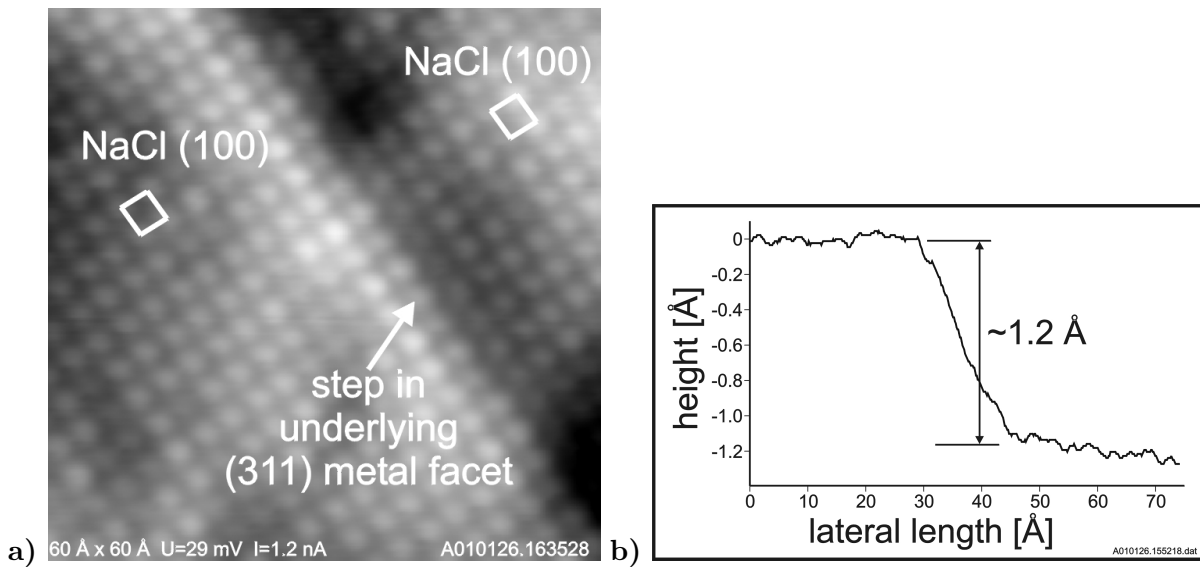 NaCl (100)
NaCl (100)
step in
underlying
(311) metal facet
60 Å x 60 Å U=29 mV I=1.2 nA
A010126.163528
a)
b)
height [Å]
0
-0.2
-0.4
-0.6
-0.8
-1.0
-1.2
~1.2 Å
0 10 20 30 40 50 60 70
lateral length [Å]
A010126.155218.dat